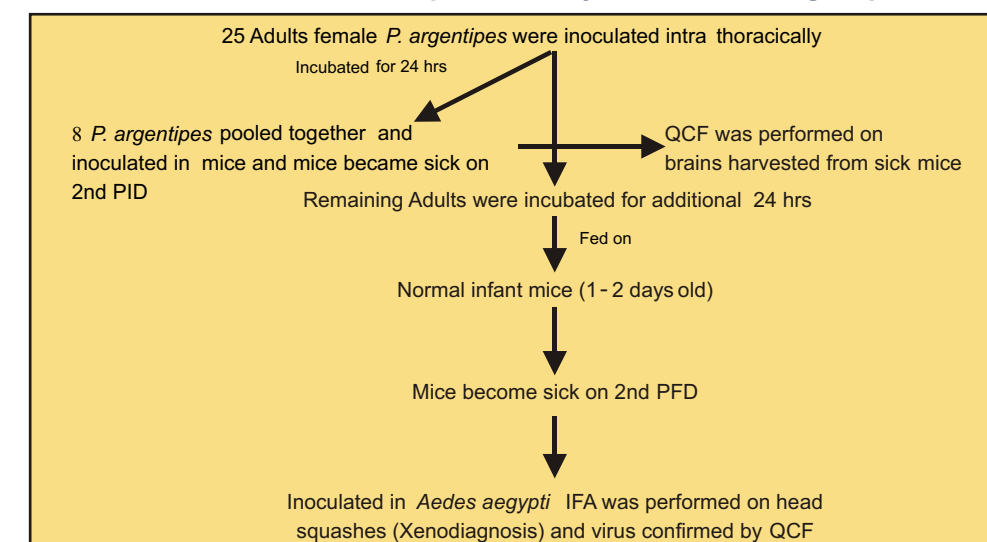 25 Adults female P. argentipes were inoculated intra thoracically
Incubated for 24 hrs
8 P. argentipes pooled together and
inoculated in mice and mice became sick on
2nd PID
QCF was performed on
brains harvested from sick mice
Remaining Adults were incubated for additional 24 hrs
Fed on
Normal infant mice (1-2 days old)
Mice become sick on 2nd PFD
Inoculated in Aedes aegypti IFA was performed on head
squashes (Xenodiagnosis) and virus confirmed by QCF